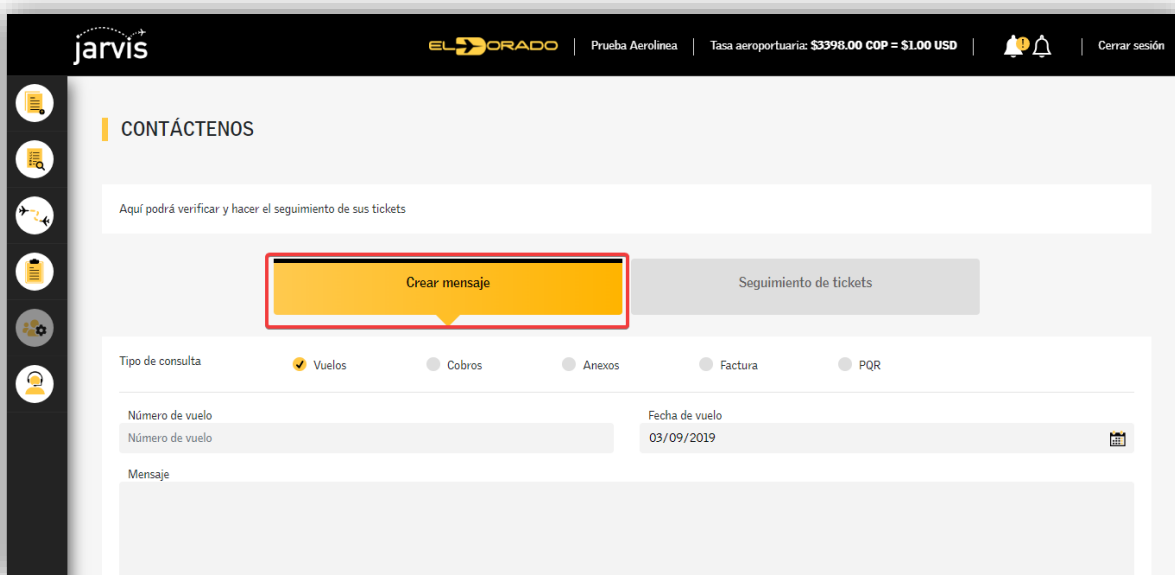 jarvis
EL DORADO | Prueba Aerolinea | Tasa aeroportuaria: $3398.00 COP = $1.00 USD | Cerrar sesión
CONTÁCTENOS
Aquí podrá verificar y hacer el seguimiento de sus tickets
Crear mensaje
Seguimiento de tickets
Tipo de consulta Vuelos Cobros Anexos Factura PQR
Número de vuelo Fecha de vuelo
Número de vuelo 03/09/2019
Mensaje